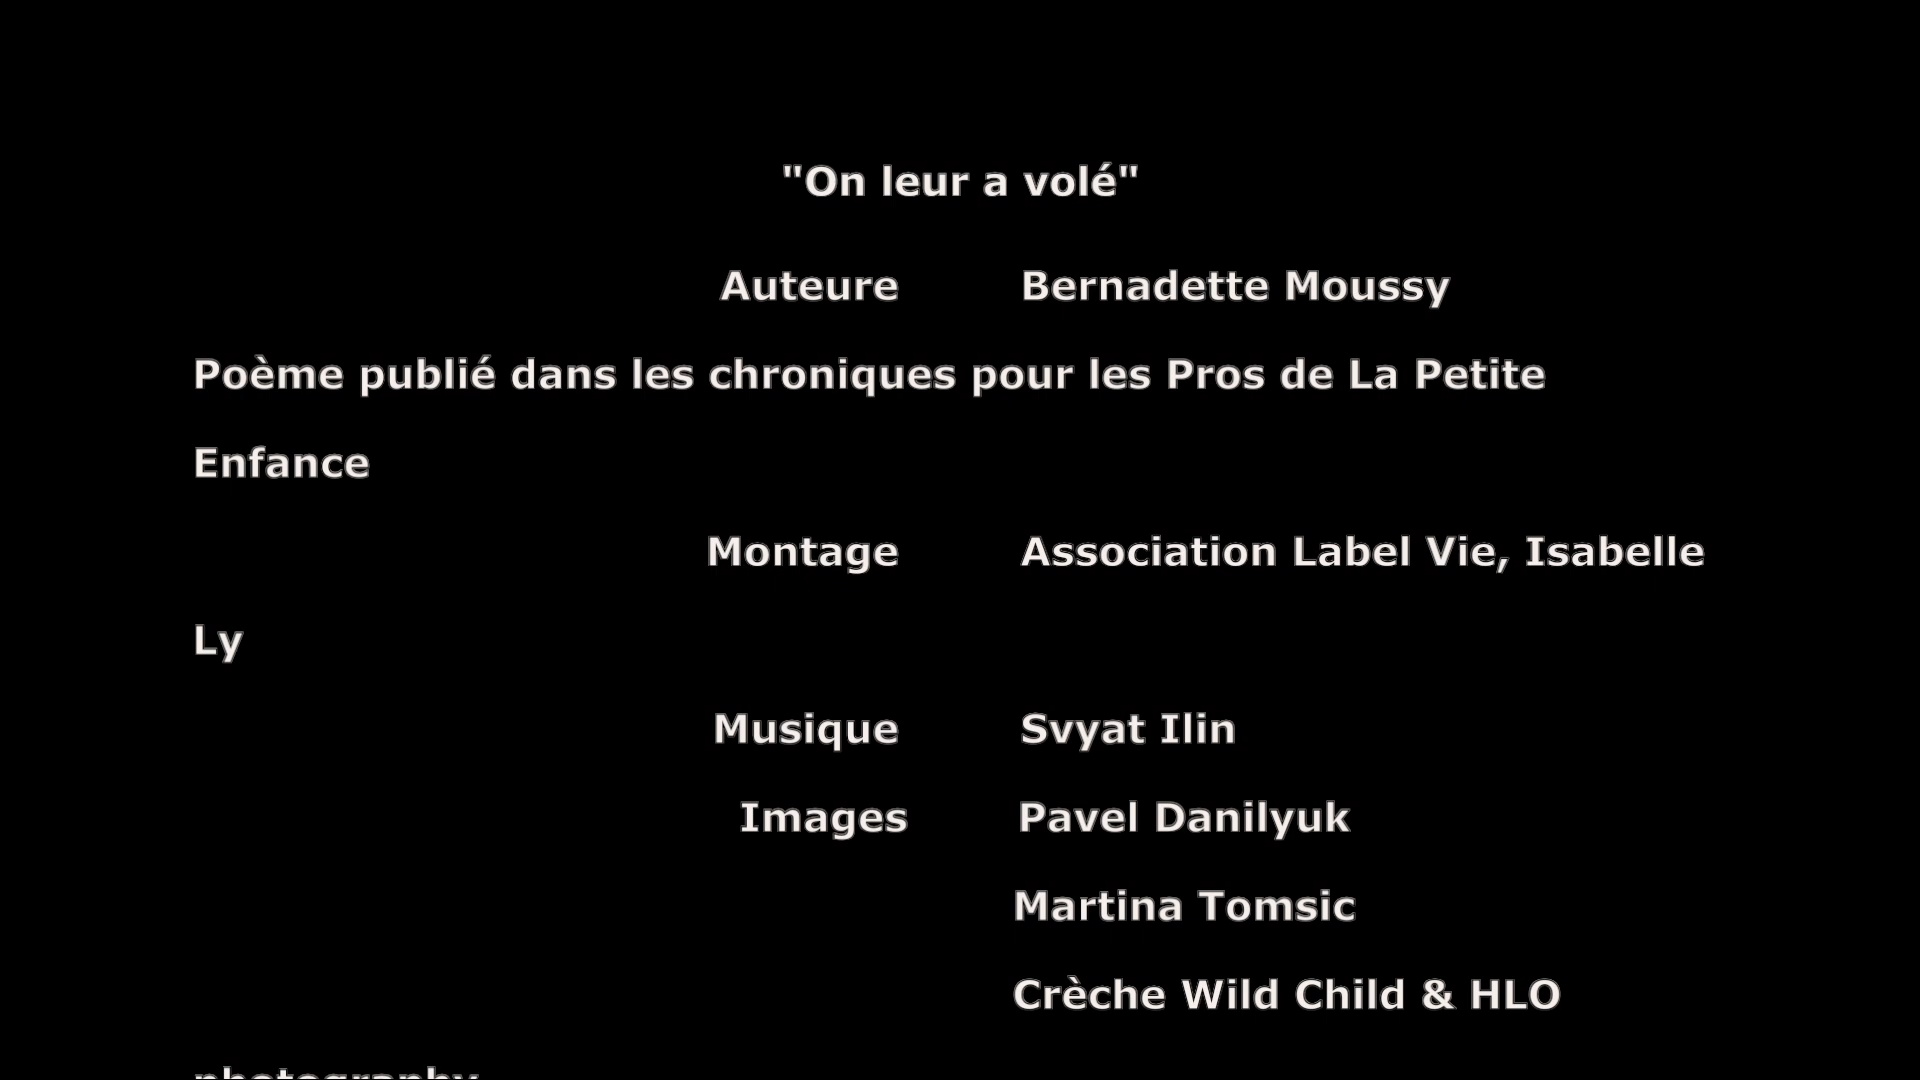 "On leur a volé"
Auteure Bernadette Moussy
Poème publié dans les chroniques pour les Pros de La Petite
Enfance
Montage Association Label Vie, Isabelle
Ly
Musique Svyat Ilin
Images Pavel Danilyuk
Martina Tomsic
Crèche Wild Child & HLO
photography